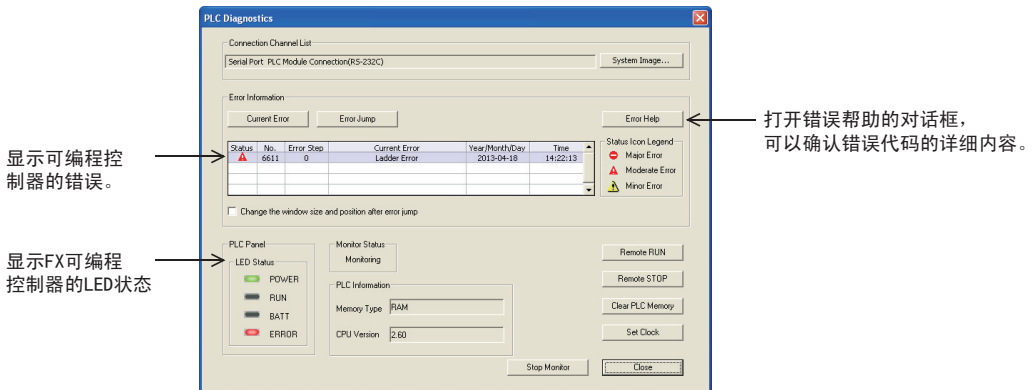 PLC Diagnostics
Connection Channel List
Serial Port PLC Module Connection(RS-232C)
System Image...
Error Information
Current Error
Error Jump
Error Help
Status No. Error Step Current Error Year/Month/Day Time
6611 0 Ladder Error 2013-04-18 14:22:13
Status Icon Legend
Major Error
Moderate Error
Minor Error
Change the window size and position after error jump
打开错误帮助的对话框，
可以确认错误代码的详细内容。
显示可编程控
制器的错误。
PLC Panel
LED Status
POWER
RUN
BATT
ERROR
显示FX可编程
控制器的LED状态
Monitor Status
Monitoring
PLC Information
Memory Type RAM
CPU Version 2.60
Remote RUN
Remote STOP
Clear PLC Memory
Set Clock
Stop Monitor
Close